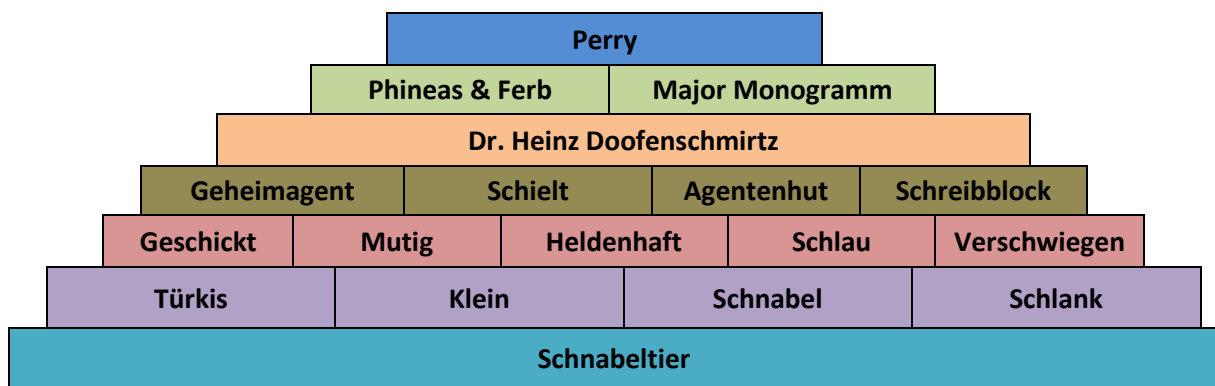 Perry
Phineas & Ferb Major Monogramm
Dr. Heinz Doofenschmirtz
Geheimagent Schielt Agentenhut Schreibblock
Geschickt Mutig Heldenhaft Schlau Verschwiegen
Türkis Klein Schnabel Schlank
Schnabeltier